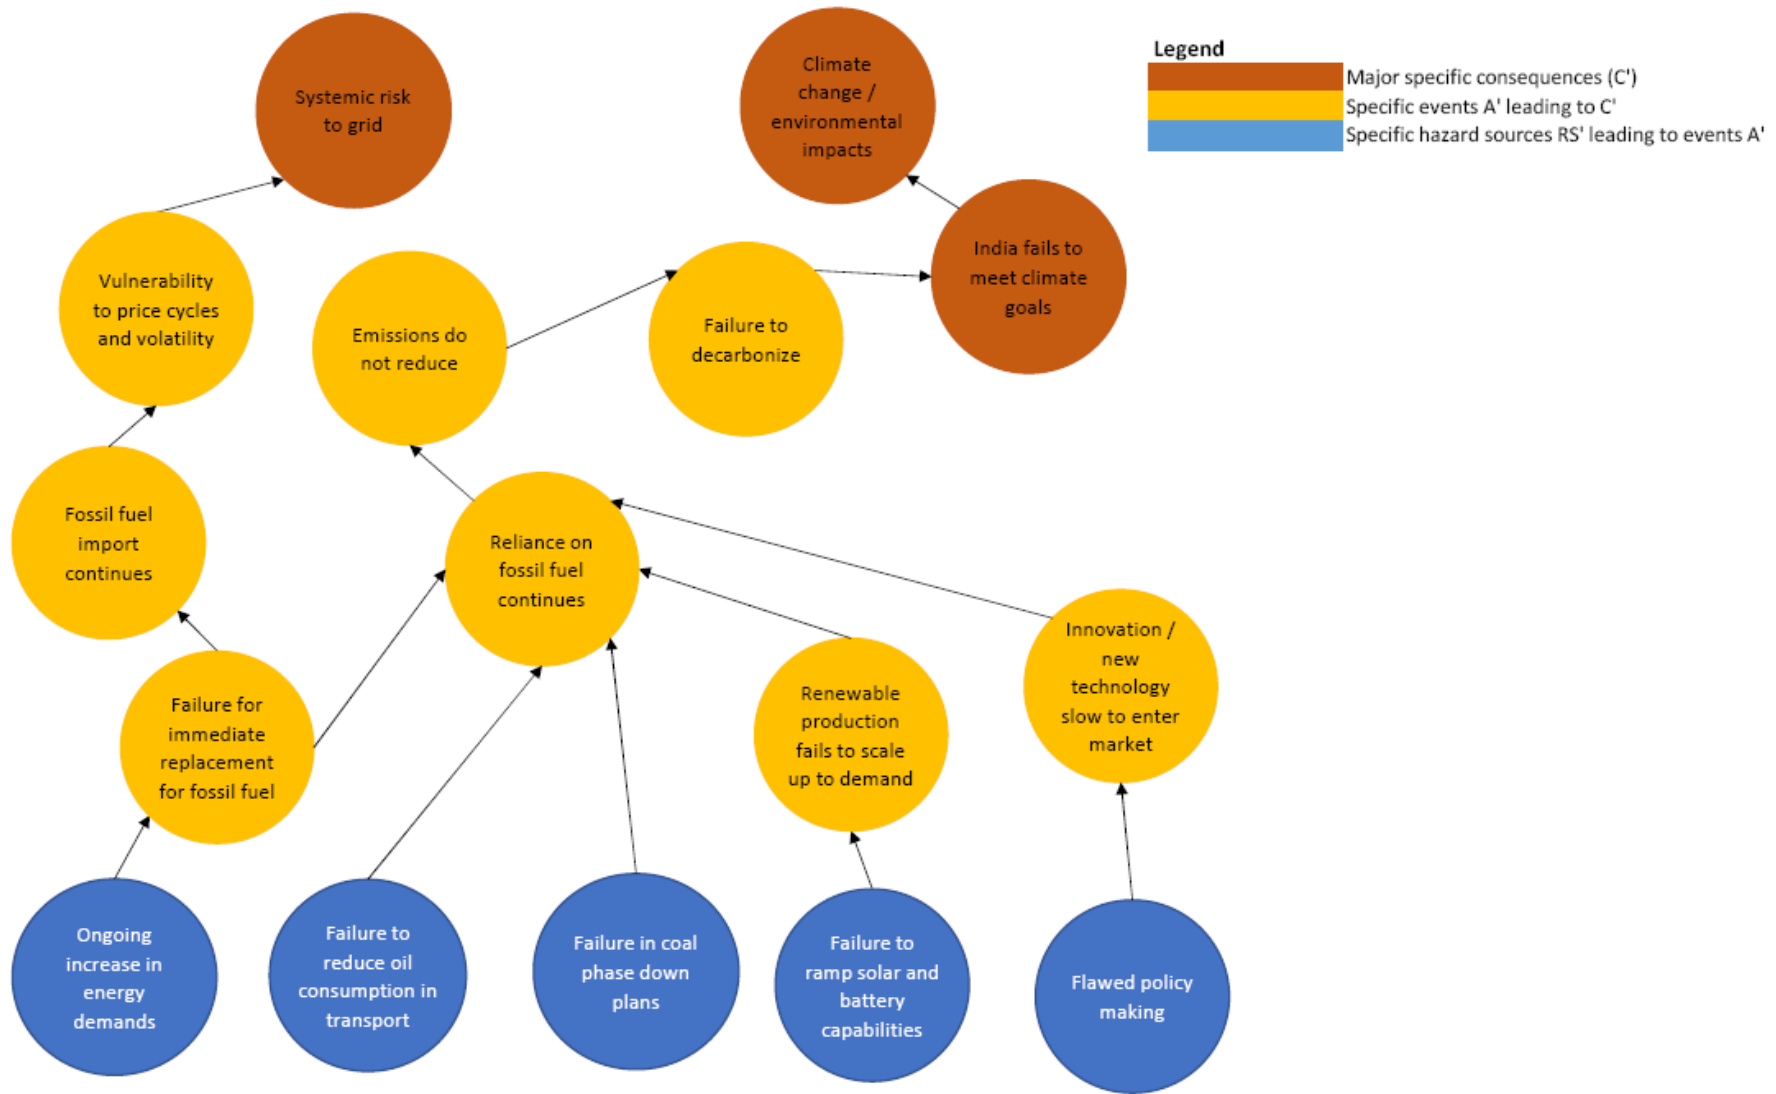 Systemic risk
to grid
Climate
change /
environmental
impacts
Legend
Major specific consequences (C')
Specific events A' leading to C'
Specific hazard sources RS' leading to events A'
Vulnerability
to price cycles
and volatility
Emissions do
not reduce
Failure to
decarbonize
India fails to
meet climate
goals
Fossil fuel
import
continues
Reliance on
fossil fuel
continues
Failure for
immediate
replacement
for fossil fuel
Renewable
production
fails to scale
up to demand
Innovation /
new
technology
slow to enter
market
Ongoing
increase in
energy
demands
Failure to
reduce oil
consumption in
transport
Failure in coal
phase down
plans
Failure to
ramp solar and
battery
capabilities
Flawed policy
making